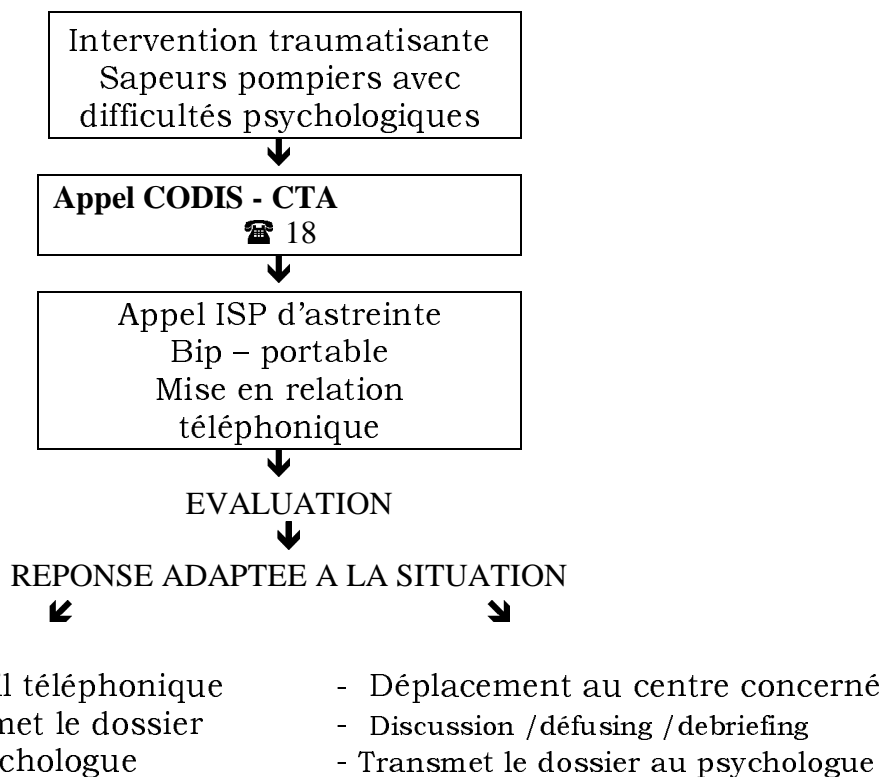 Intervention traumatisante
Sapeurs pompiers avec
difficultés psychologiques
Appel CODIS - CTA
☎ 18
Appel ISP d'astreinte
Bip – portable
Mise en relation
téléphonique
EVALUATION
REPONSE ADAPTEE A LA SITUATION
téléphonique
le dossier
- Déplacement au centre concerné
- Discussion /défusing /debriefing
- Transmet le dossier au psychologue